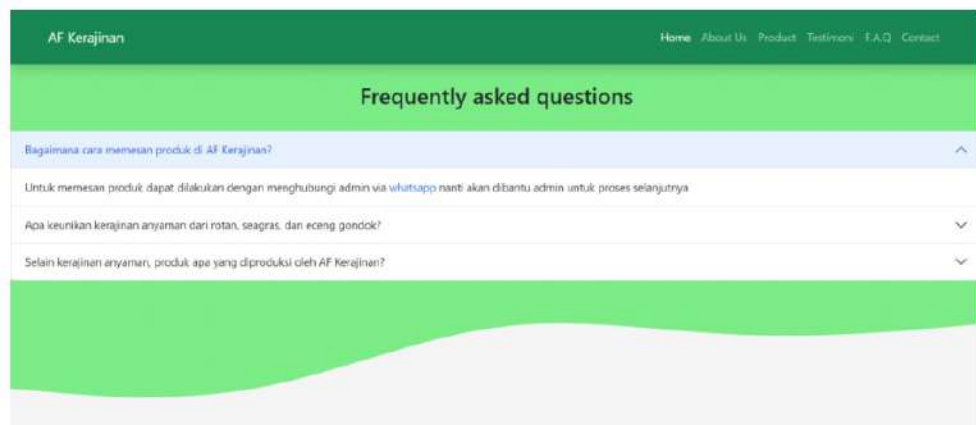 AF Kerajinan
Home About Us Product Testimoni F.A.Q Contact
Frequently asked questions
Bagaimana cara memesan produk di AF Kerajinan?
Untuk memesan produk dapat dilakukan dengan menghubungi admin via whatsapp nanti akan dibantu admin untuk proses selanjutnya
Apa keunikan kerajinan anyaman dari rotan, seagras, dan eceng gondok?
Selain kerajinan anyaman, produk apa yang diproduksi oleh AF Kerajinan?